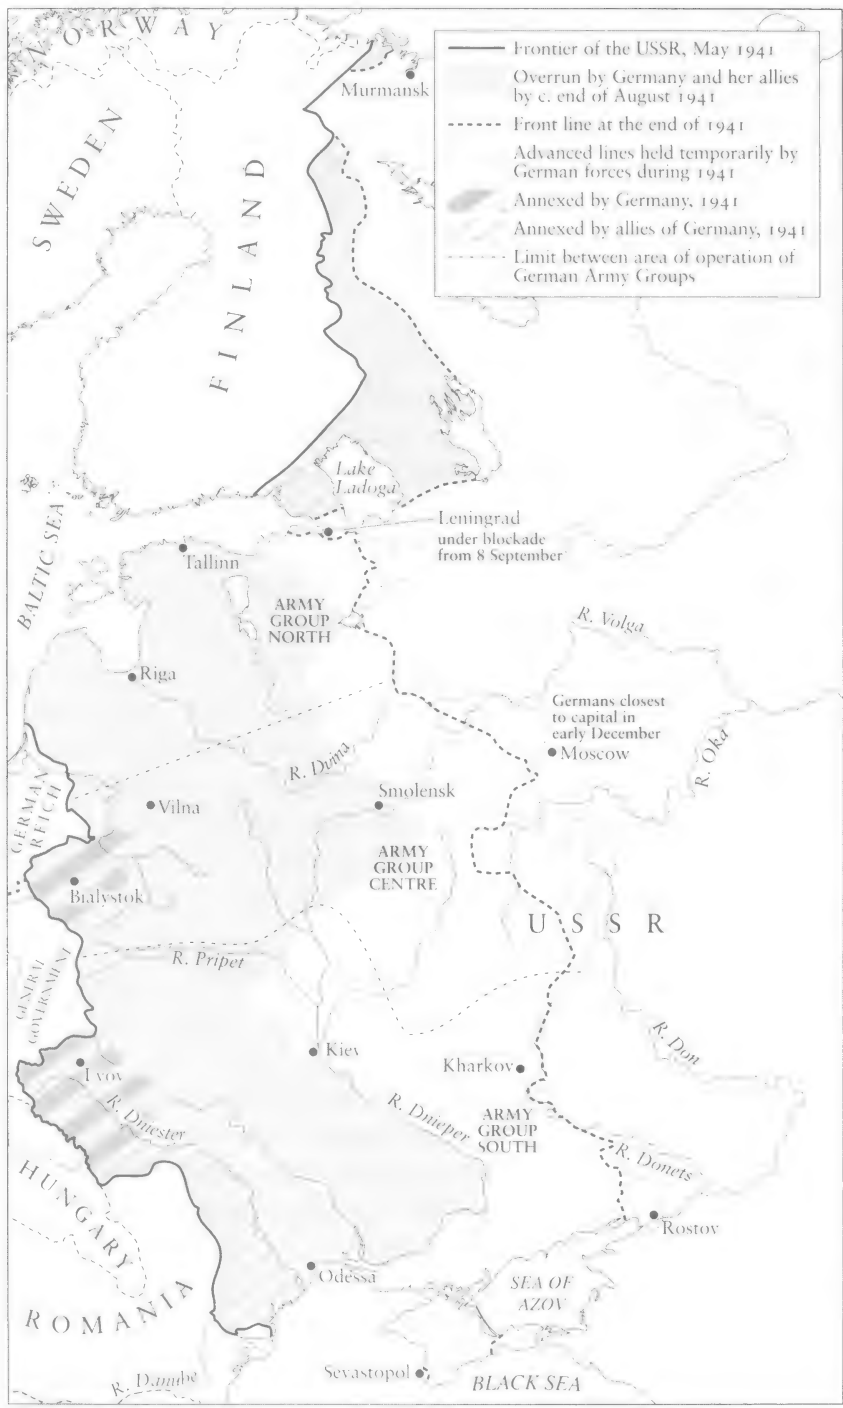 NORWAY
SWEDEN
FINLAND
Murmansk
Frontier of the USSR, May 1941
Overrun by Germany and her allies
by c. end of August 1941
Front line at the end of 1941
Advanced lines held temporarily by
German forces during 1941
Annexed by Germany, 1941
Annexed by allies of Germany, 1941
Limit between area of operation of
German Army Groups
Lake
Ladoga
Leningrad
under blockade
from 8 September
BALTIC SEA
Tallinn
ARMY
GROUP
NORTH
R. Volga
Riga
Germans closest
to capital in
early December
Moscow
R. Oka
R. Dvina
GERMAN
REICH
Vilna
Smolensk
ARMY
GROUP
CENTRE
Bialystok
USSR
GENERAL
GOVERNMENT
R. Pripet
Kiev
R. Don
Lvov
Kharkov
R. Dniester
R. Dnieper
ARMY
GROUP
SOUTH
R. Donets
HUNGARY
Rostov
Odessa
SEA OF
AZOV
ROMANIA
R. Danube
Sevastopol
BLACK SEA